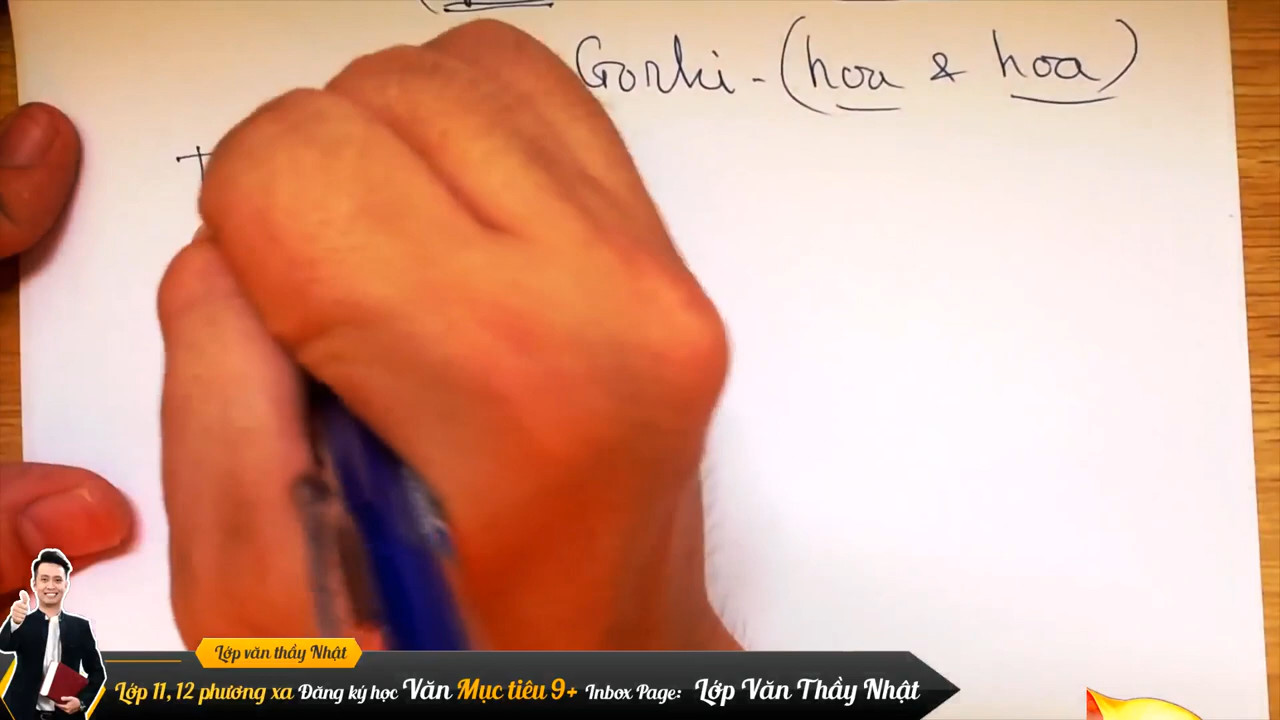 Gorki - (hoa & hoa)
T
Lớp văn thầy Nhật
Lớp 11, 12 phương xa Đăng ký học Văn Mục tiêu 9+ Inbox Page: Lớp Văn Thầy Nhật